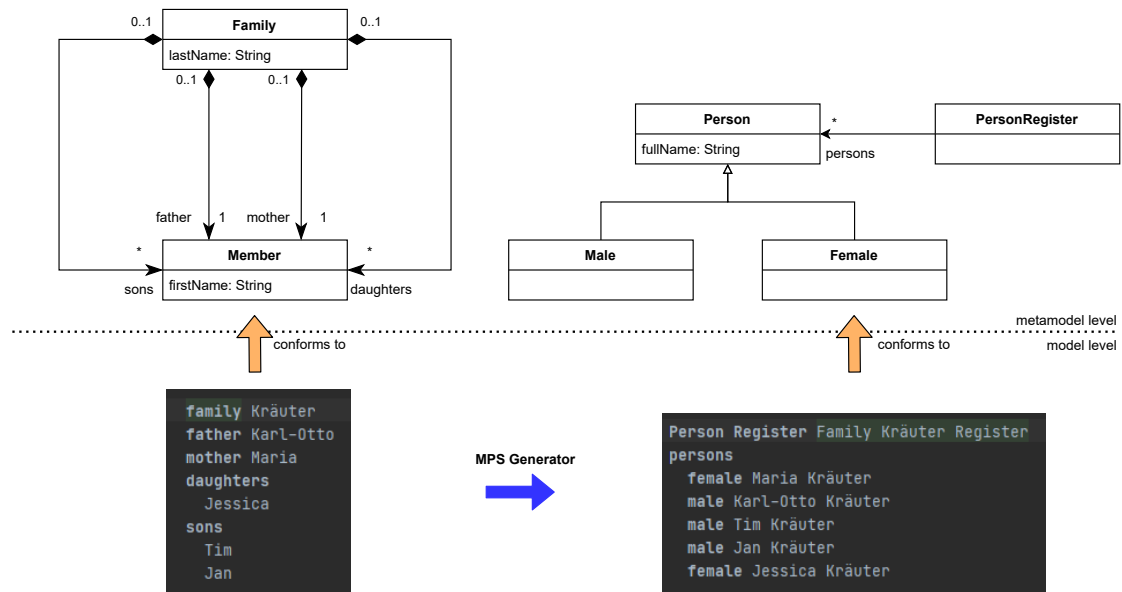 0..1
Family
0..1
lastName: String
0..1
0..1
father
1
mother
1
*
*
Member
sons
firstName: String
daughters
Person
fullName: String
*
persons
PersonRegister
Male
Female
metamodel level
conforms to
conforms to
model level
family Kräuter
father Karl-Otto
mother Maria
daughters
Jessica
sons
Tim
Jan
MPS Generator
Person Register Family Kräuter Register
persons
female Maria Kräuter
male Karl-Otto Kräuter
male Tim Kräuter
male Jan Kräuter
female Jessica Kräuter